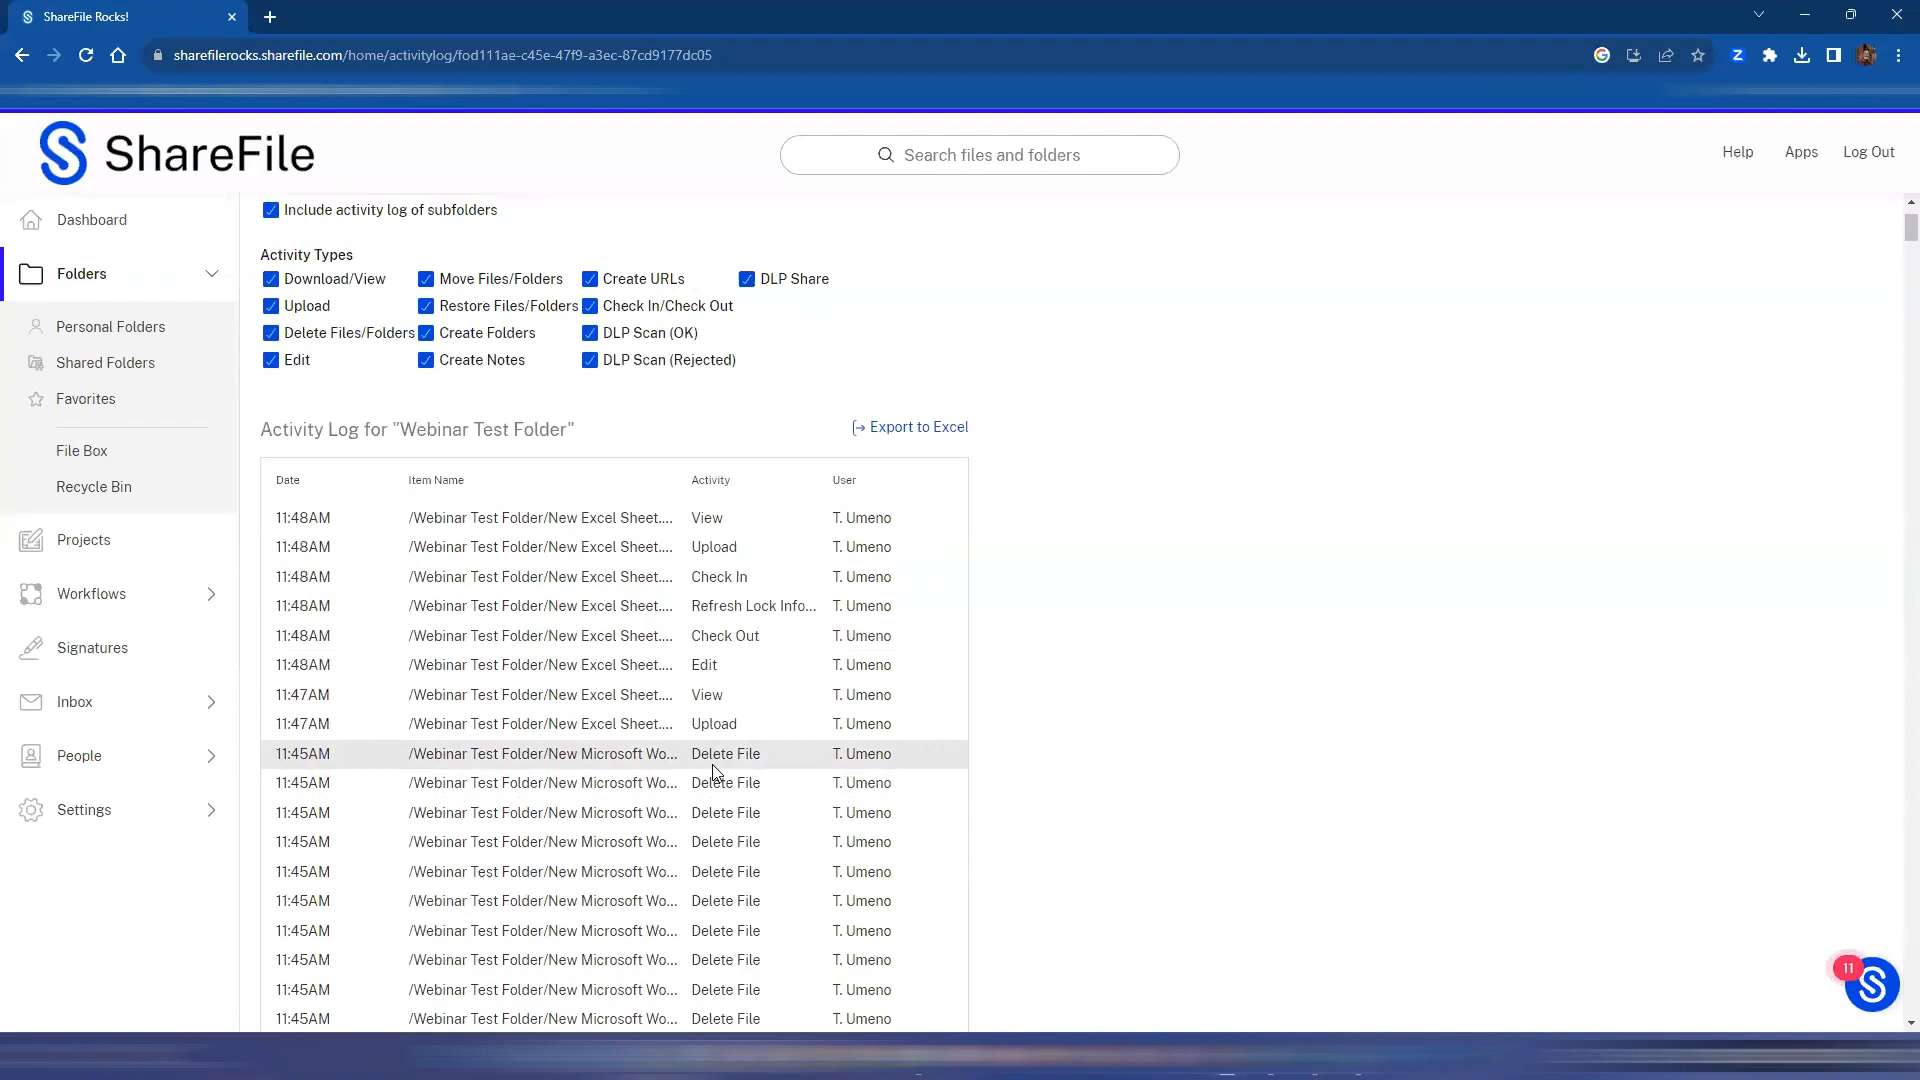 ShareFile Rocks!
sharefilerocks.sharefile.com/home/activitylog/fod111ae-c45e-47f9-a3ec-87cd9177dc05
ShareFile
Search files and folders
Help Apps Log Out
Dashboard
Folders
Personal Folders
Shared Folders
Favorites
File Box
Recycle Bin
Projects
Workflows
Signatures
Inbox
People
Settings
Include activity log of subfolders
Activity Types
Download/View Move Files/Folders Create URLs DLP Share
Upload Restore Files/Folders Check In/Check Out
Delete Files/Folders Create Folders DLP Scan (OK)
Edit Create Notes DLP Scan (Rejected)
Activity Log for "Webinar Test Folder" Export to Excel
Date Item Name Activity User
11:48AM /Webinar Test Folder/New Excel Sheet.... View T. Umeno
11:48AM /Webinar Test Folder/New Excel Sheet.... Upload T. Umeno
11:48AM /Webinar Test Folder/New Excel Sheet.... Check In T. Umeno
11:48AM /Webinar Test Folder/New Excel Sheet.... Refresh Lock Info... T. Umeno
11:48AM /Webinar Test Folder/New Excel Sheet.... Check Out T. Umeno
11:48AM /Webinar Test Folder/New Excel Sheet.... Edit T. Umeno
11:47AM /Webinar Test Folder/New Excel Sheet.... View T. Umeno
11:47AM /Webinar Test Folder/New Excel Sheet.... Upload T. Umeno
11:45AM /Webinar Test Folder/New Microsoft Wo... Delete File T. Umeno
11:45AM /Webinar Test Folder/New Microsoft Wo... Delete File T. Umeno
11:45AM /Webinar Test Folder/New Microsoft Wo... Delete File T. Umeno
11:45AM /Webinar Test Folder/New Microsoft Wo... Delete File T. Umeno
11:45AM /Webinar Test Folder/New Microsoft Wo... Delete File T. Umeno
11:45AM /Webinar Test Folder/New Microsoft Wo... Delete File T. Umeno
11:45AM /Webinar Test Folder/New Microsoft Wo... Delete File T. Umeno
11:45AM /Webinar Test Folder/New Microsoft Wo... Delete File T. Umeno
11:45AM /Webinar Test Folder/New Microsoft Wo... Delete File T. Umeno
11:45AM /Webinar Test Folder/New Microsoft Wo... Delete File T. Umeno
11